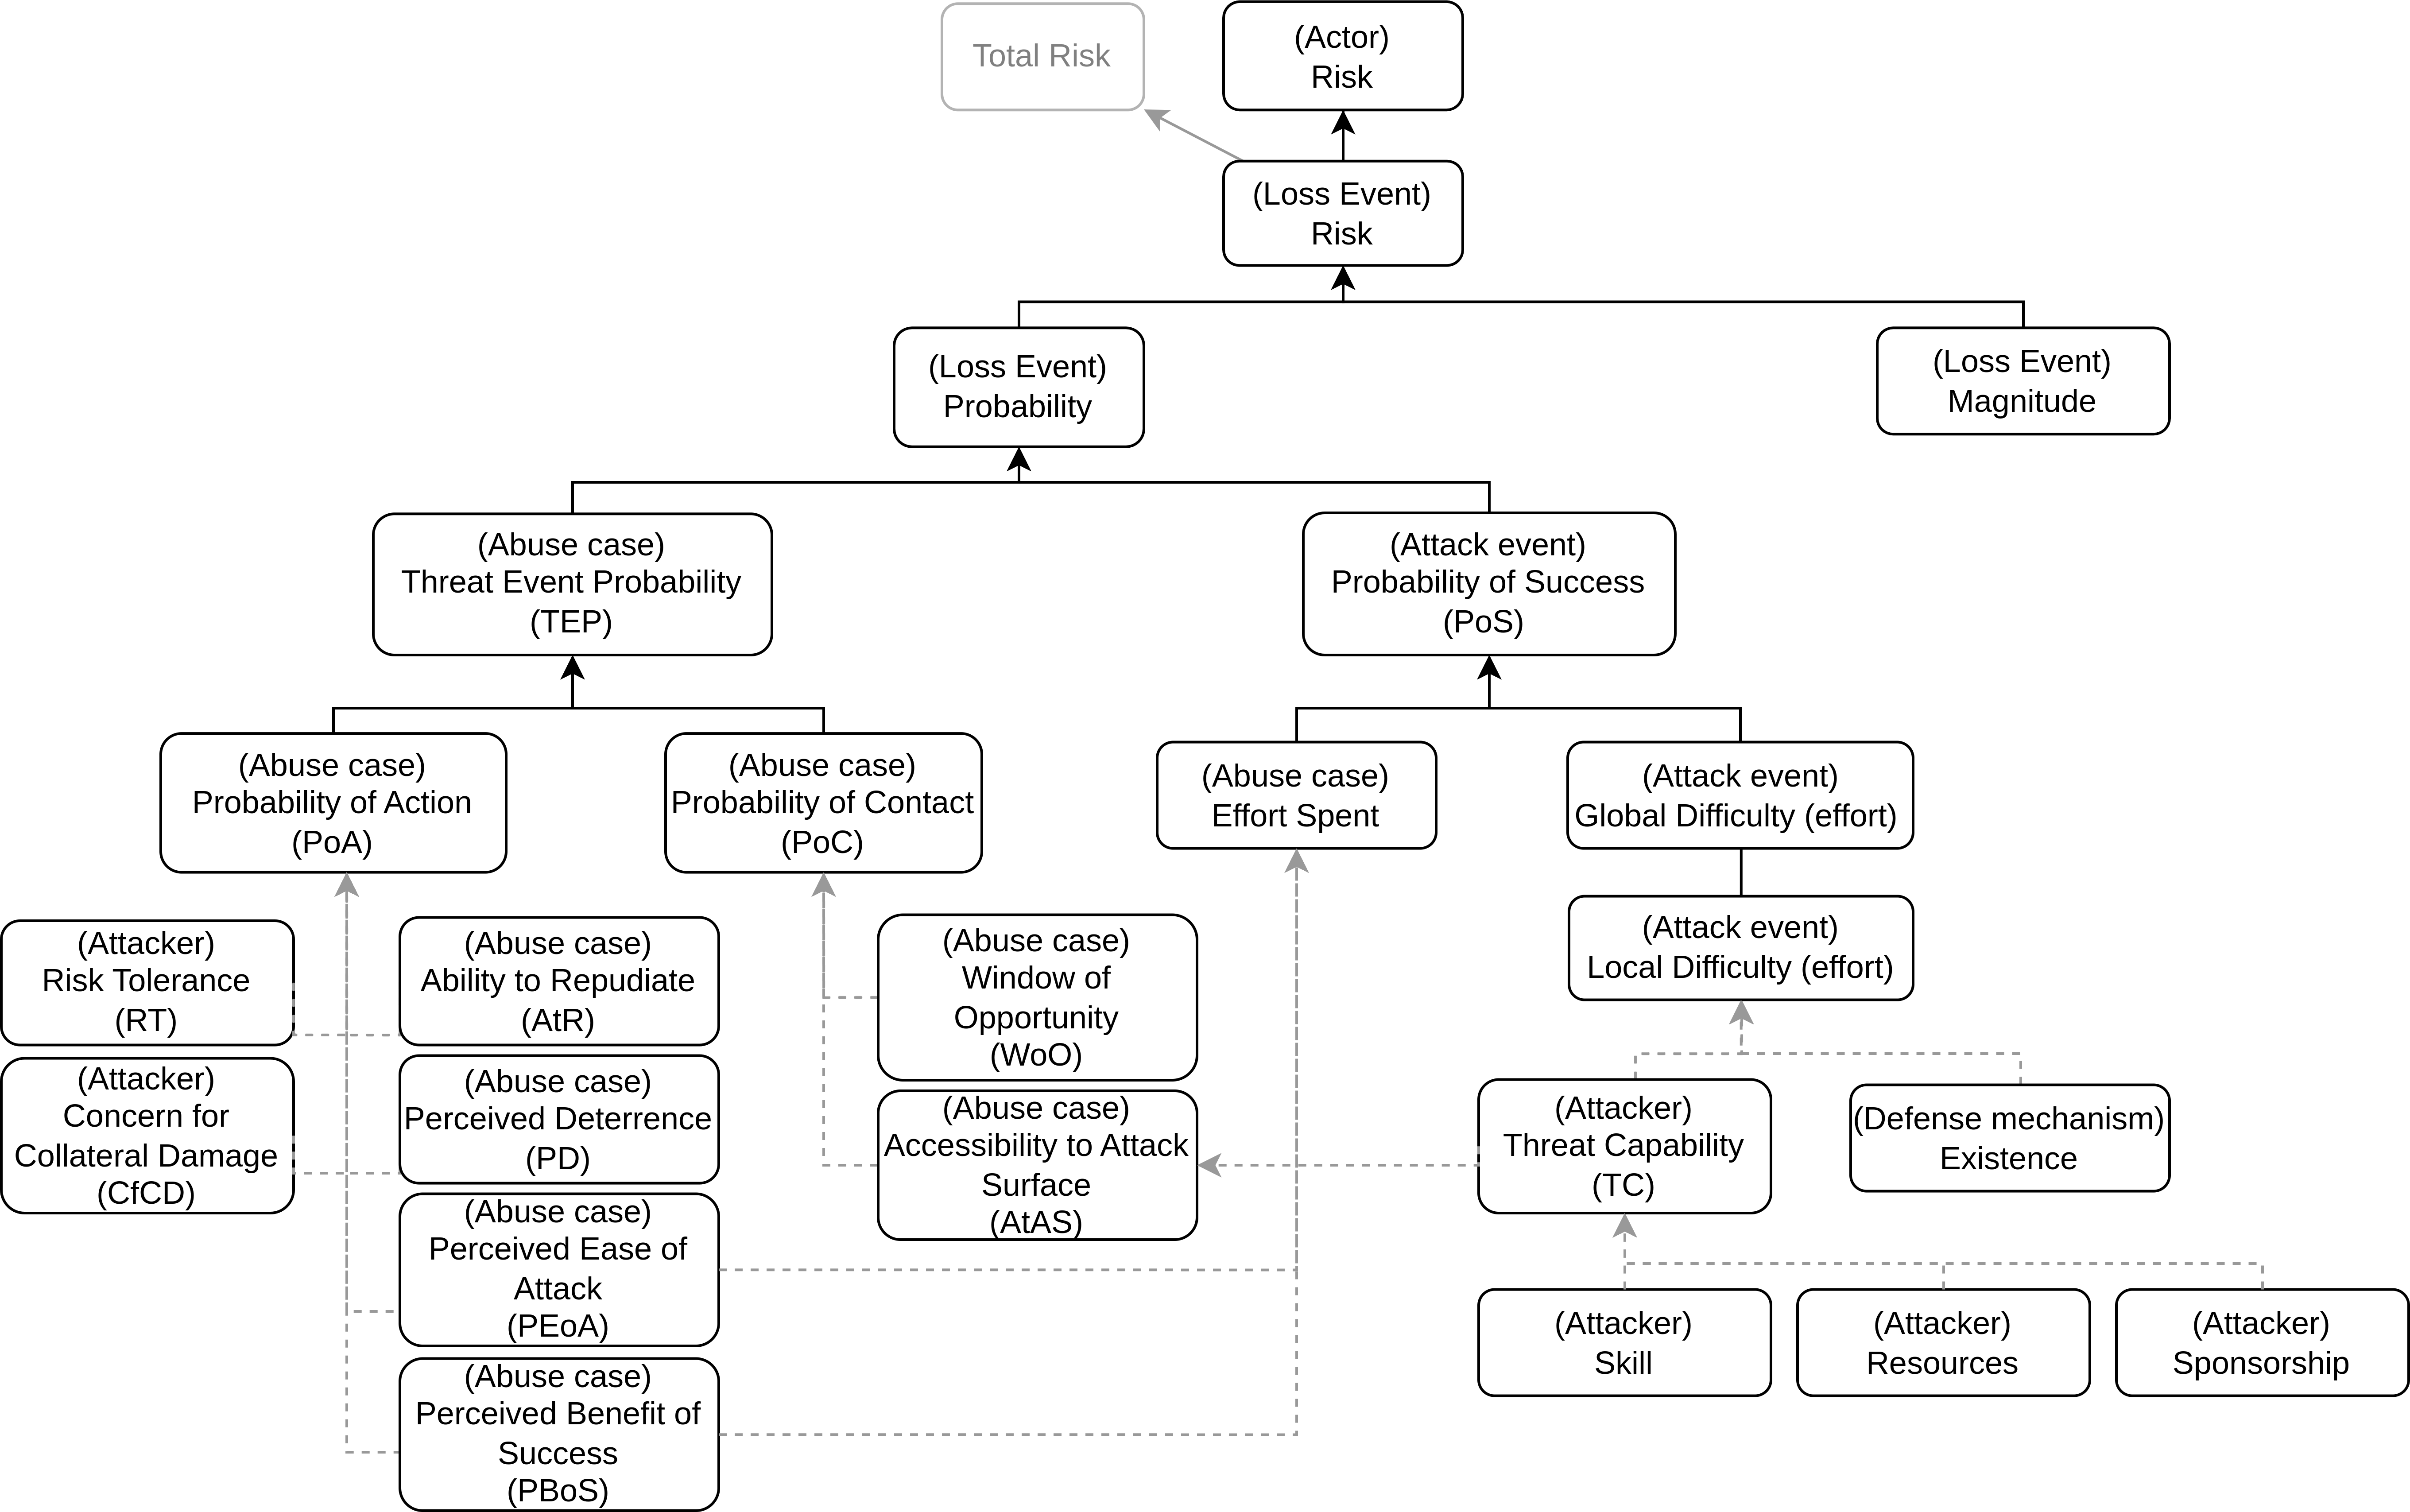 Total Risk
(Actor)
Risk
(Loss Event)
Risk
(Loss Event)
Probability
(Loss Event)
Magnitude
(Abuse case)
Threat Event Probability
(TEP)
(Attack event)
Probability of Success
(PoS)
(Abuse case)
Probability of Action
(PoA)
(Abuse case)
Probability of Contact
(PoC)
(Abuse case)
Effort Spent
(Attack event)
Global Difficulty (effort)
(Attack event)
Local Difficulty (effort)
(Attacker)
Risk Tolerance
(RT)
(Abuse case)
Ability to Repudiate
(AtR)
(Abuse case)
Window of
Opportunity
(WoO)
(Attacker)
Concern for
Collateral Damage
(CfCD)
(Abuse case)
Perceived Deterrence
(PD)
(Abuse case)
Accessibility to Attack
Surface
(AtAS)
(Attacker)
Threat Capability
(TC)
(Defense mechanism)
Existence
(Abuse case)
Perceived Ease of
Attack
(PEoA)
(Attacker)
Skill
(Attacker)
Resources
(Attacker)
Sponsorship
(Abuse case)
Perceived Benefit of
Success
(PBoS)